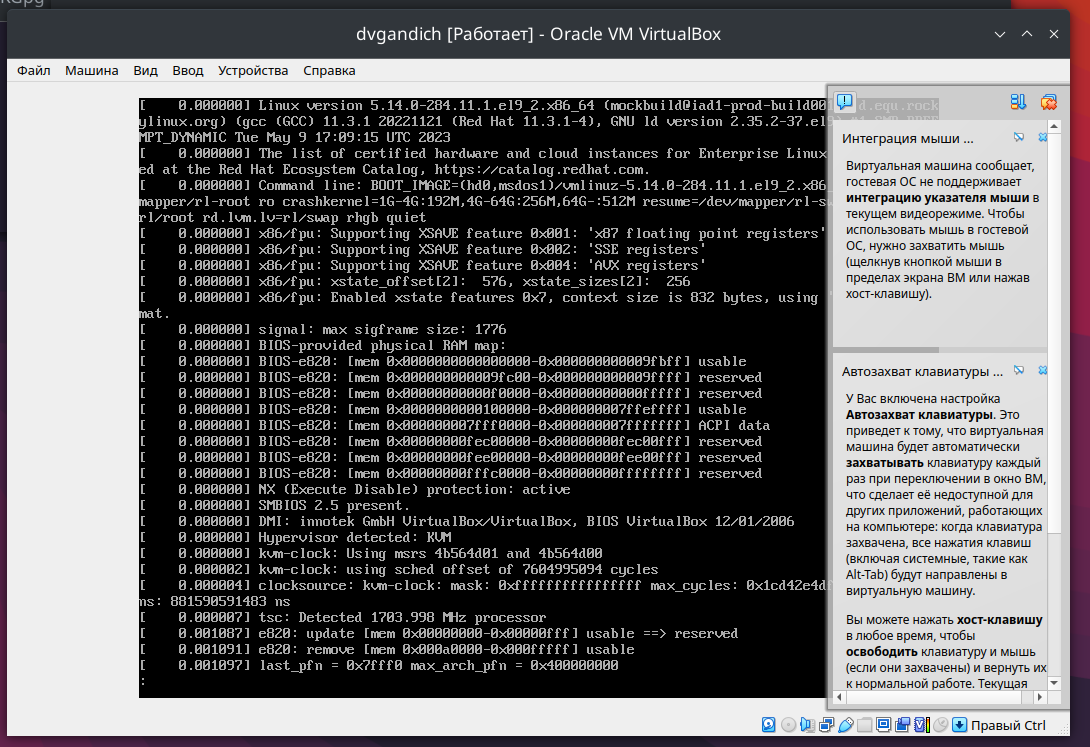 dvgandich [Работает] - Oracle VM VirtualBox
Файл Машина Вид Ввод Устройства Справка
[    0.000000] Linux version 5.14.0-284.11.1.el9_2.x86_64 (mockbuild@iad1-prod-build001 d.equ.rock
ylinux.org) (gcc (GCC) 11.3.1 20221121 (Red Hat 11.3.1-4), GNU ld version 2.35.2-37.el9) #1 SMP PREE
MPT_DYNAMIC Tue May 9 17:09:15 UTC 2023
[    0.000000] The list of certified hardware and cloud instances for Enterprise Linux
ed at the Red Hat Ecosystem Catalog, https://catalog.redhat.com.
[    0.000000] Command line: BOOT_IMAGE=(hd0,msdos1)/vmlinuz-5.14.0-284.11.1.el9_2.x86_
mapper/rl-root ro crashkernel=1G-4G:192M,4G-64G:256M,64G-:512M resume=/dev/mapper/rl-sw
rl/root rd.lvm.lv=rl/swap rhgb quiet
[    0.000000] x86/fpu: Supporting XSAVE feature 0x001: 'x87 floating point registers'
[    0.000000] x86/fpu: Supporting XSAVE feature 0x002: 'SSE registers'
[    0.000000] x86/fpu: Supporting XSAVE feature 0x004: 'AVX registers'
[    0.000000] x86/fpu: xstate_offset[2]:  576, xstate_sizes[2]:  256
[    0.000000] x86/fpu: Enabled xstate features 0x7, context size is 832 bytes, using '
mat.
[    0.000000] signal: max sigframe size: 1776
[    0.000000] BIOS-provided physical RAM map:
[    0.000000] BIOS-e820: [mem 0x0000000000000000-0x000000000009fbff] usable
[    0.000000] BIOS-e820: [mem 0x000000000009fc00-0x000000000009ffff] reserved
[    0.000000] BIOS-e820: [mem 0x00000000000f0000-0x00000000000fffff] reserved
[    0.000000] BIOS-e820: [mem 0x0000000000100000-0x000000007ffeffff] usable
[    0.000000] BIOS-e820: [mem 0x000000007fff0000-0x000000007fffffff] ACPI data
[    0.000000] BIOS-e820: [mem 0x00000000fec00000-0x00000000fec00fff] reserved
[    0.000000] BIOS-e820: [mem 0x00000000fee00000-0x00000000fee00fff] reserved
[    0.000000] BIOS-e820: [mem 0x00000000fffc0000-0x00000000ffffffff] reserved
[    0.000000] NX (Execute Disable) protection: active
[    0.000000] SMBIOS 2.5 present.
[    0.000000] DMI: innotek GmbH VirtualBox/VirtualBox, BIOS VirtualBox 12/01/2006
[    0.000000] Hypervisor detected: KVM
[    0.000000] kvm-clock: Using msrs 4b564d01 and 4b564d00
[    0.000002] kvm-clock: using sched offset of 7604995094 cycles
[    0.000004] clocksource: kvm-clock: mask: 0xffffffffffffffff max_cycles: 0x1cd42e4df
ns: 881590591483 ns
[    0.000007] tsc: Detected 1703.998 MHz processor
[    0.001087] e820: update [mem 0x00000000-0x00000fff] usable ==> reserved
[    0.001091] e820: remove [mem 0x000a0000-0x000fffff] usable
[    0.001097] last_pfn = 0x7fff0 max_arch_pfn = 0x400000000
:
Интеграция мыши ...
Виртуальная машина сообщает,
гостевая ОС не поддерживает
интеграцию указателя мыши в
текущем видеорежиме. Чтобы
использовать мышь в гостевой
ОС, нужно захватить мышь
(щелкнув кнопкой мыши в
пределах экрана ВМ или нажав
хост-клавишу).
Автозахват клавиатуры ...
У Вас включена настройка
Автозахват клавиатуры. Это
приведет к тому, что виртуальная
машина будет автоматически
захватывать клавиатуру каждый
раз при переключении в окно ВМ,
что сделает её недоступной для
других приложений, работающих
на компьютере: когда клавиатура
захвачена, все нажатия клавиш
(включая системные, такие как
Alt-Tab) будут направлены в
виртуальную машину.
Вы можете нажать хост-клавишу
в любое время, чтобы
освободить клавиатуру и мышь
(если они захвачены) и вернуть их
к нормальной работе. Текущая
Правый Ctrl